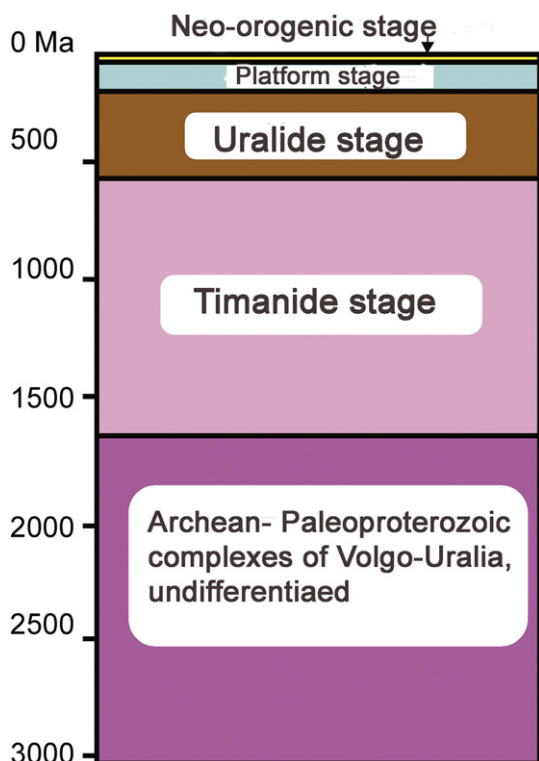 Neo-orogenic stage
0 Ma
Platform stage
500
Uralide stage
1000
Timanide stage
1500
Archean- Paleoproterozoic
2000
complexes of Volgo-Uralia,
undifferentiaed
2500
3000